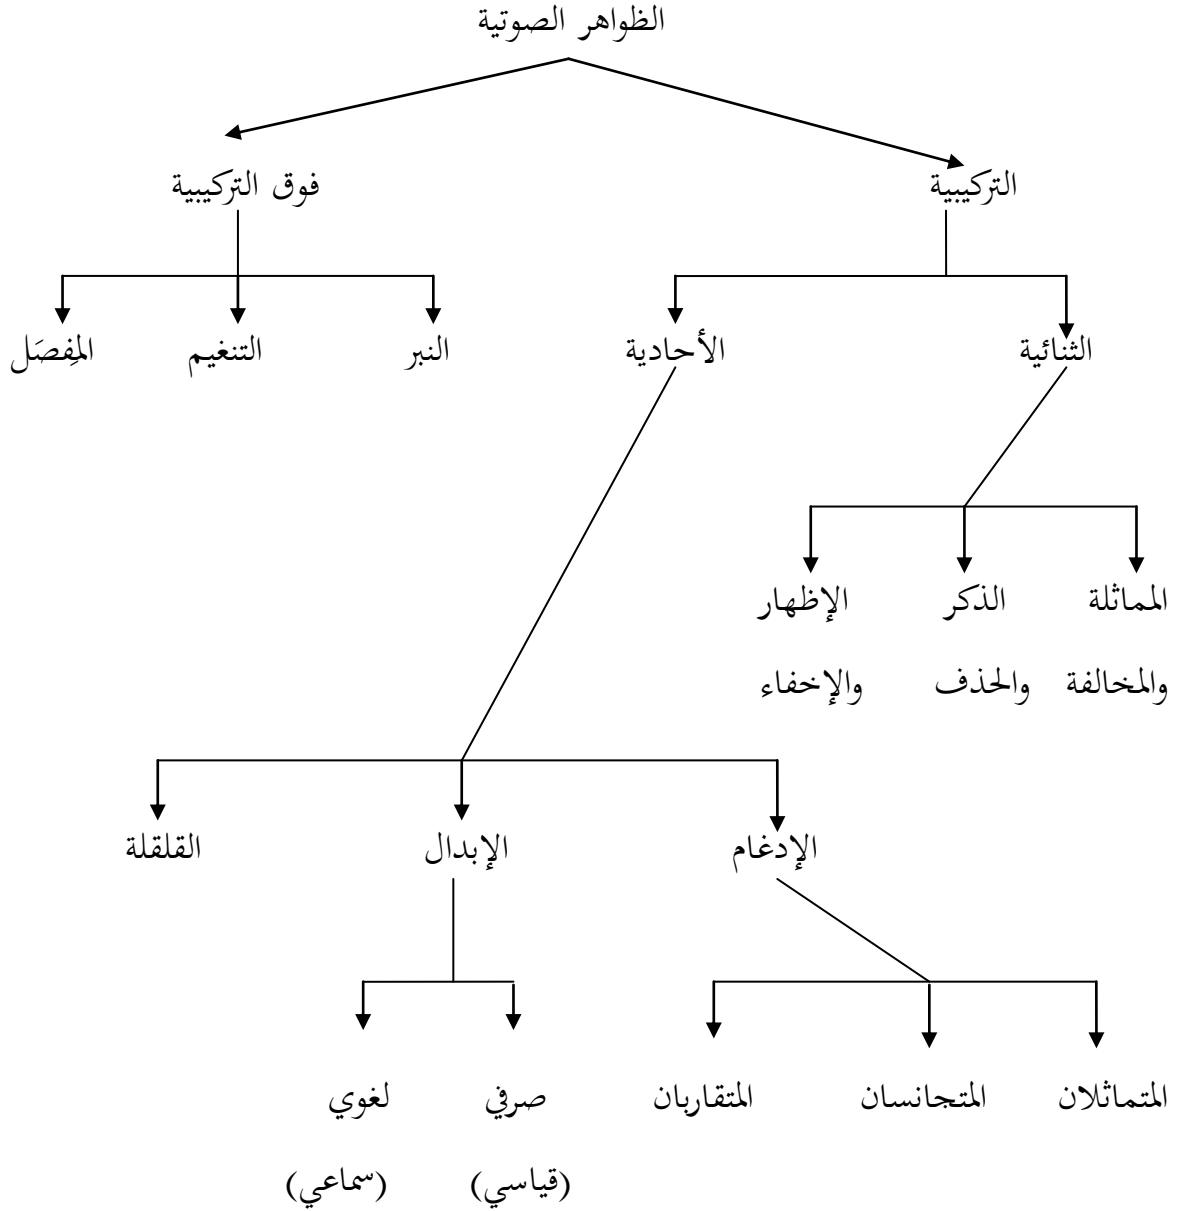 الظواهر الصوتية
التركيبية
فوق التركيبية
الثنائية
الأحادية
النبر
التنغيم
المِفصَل
المماثلة
والمخالفة
الذكر
والحذف
الإظهار
والإخفاء
الإدغام
الإبدال
القلقلة
المتماثلان
المتجانسان
المتقاربان
صرفي
(قياسي)
لغوي
(سماعي)